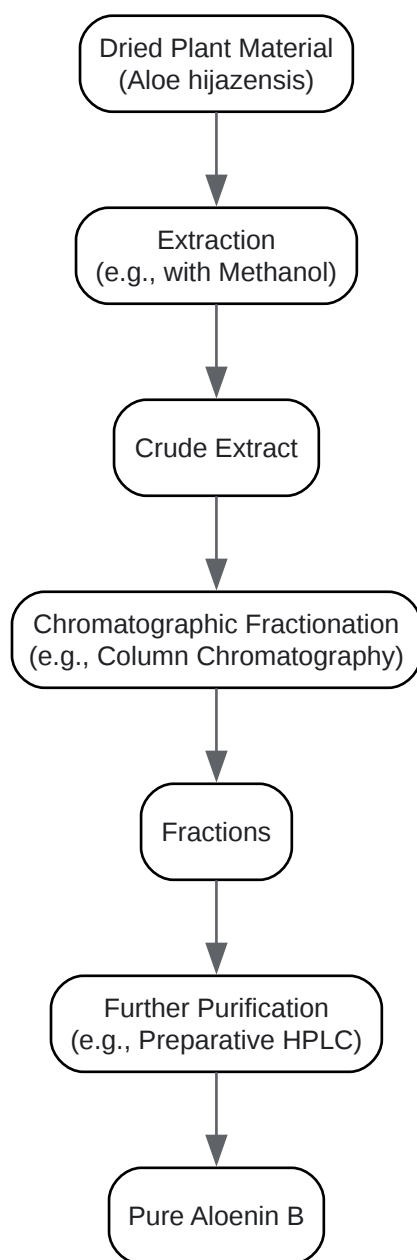 Dried Plant Material
(Aloe hijazensis)
Extraction
(e.g., with Methanol)
Crude Extract
Chromatographic Fractionation
(e.g., Column Chromatography)
Fractions
Further Purification
(e.g., Preparative HPLC)
Pure Aloenin B